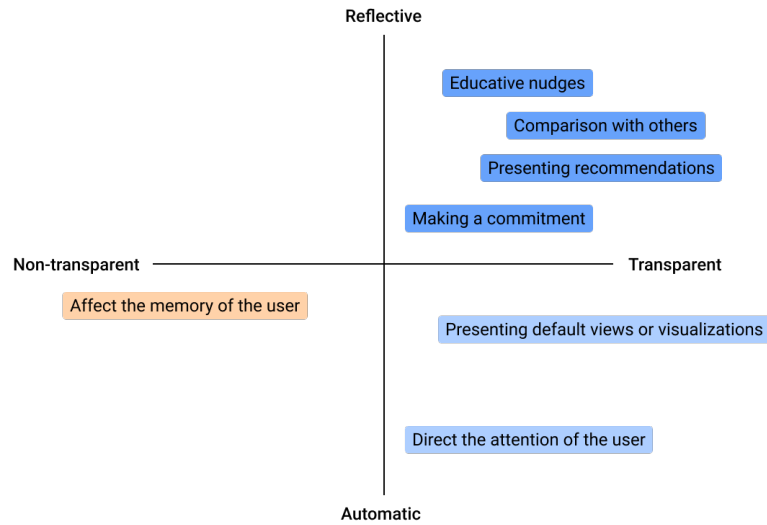 Reflective
Educative nudges
Comparison with others
Presenting recommendations
Making a commitment
Non-transparent
Transparent
Affect the memory of the user
Presenting default views or visualizations
Direct the attention of the user
Automatic